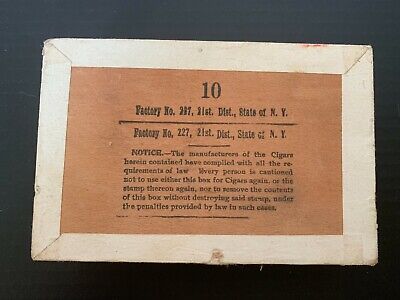 10
Factory No. 227, 21st. Dist., State of N. Y.
Factory No. 227, 21st. Dist., State of N. Y.
NOTICE.—The manufacturers of the Cigars
herein contained have complied with all the re-
quirements of law Every person is cautioned
not to use either this box for Cigars again, or the
stamp thereon again, nor to remove the contents
of this box without destroying said stamp, under
the penalties provided by law in such cases.